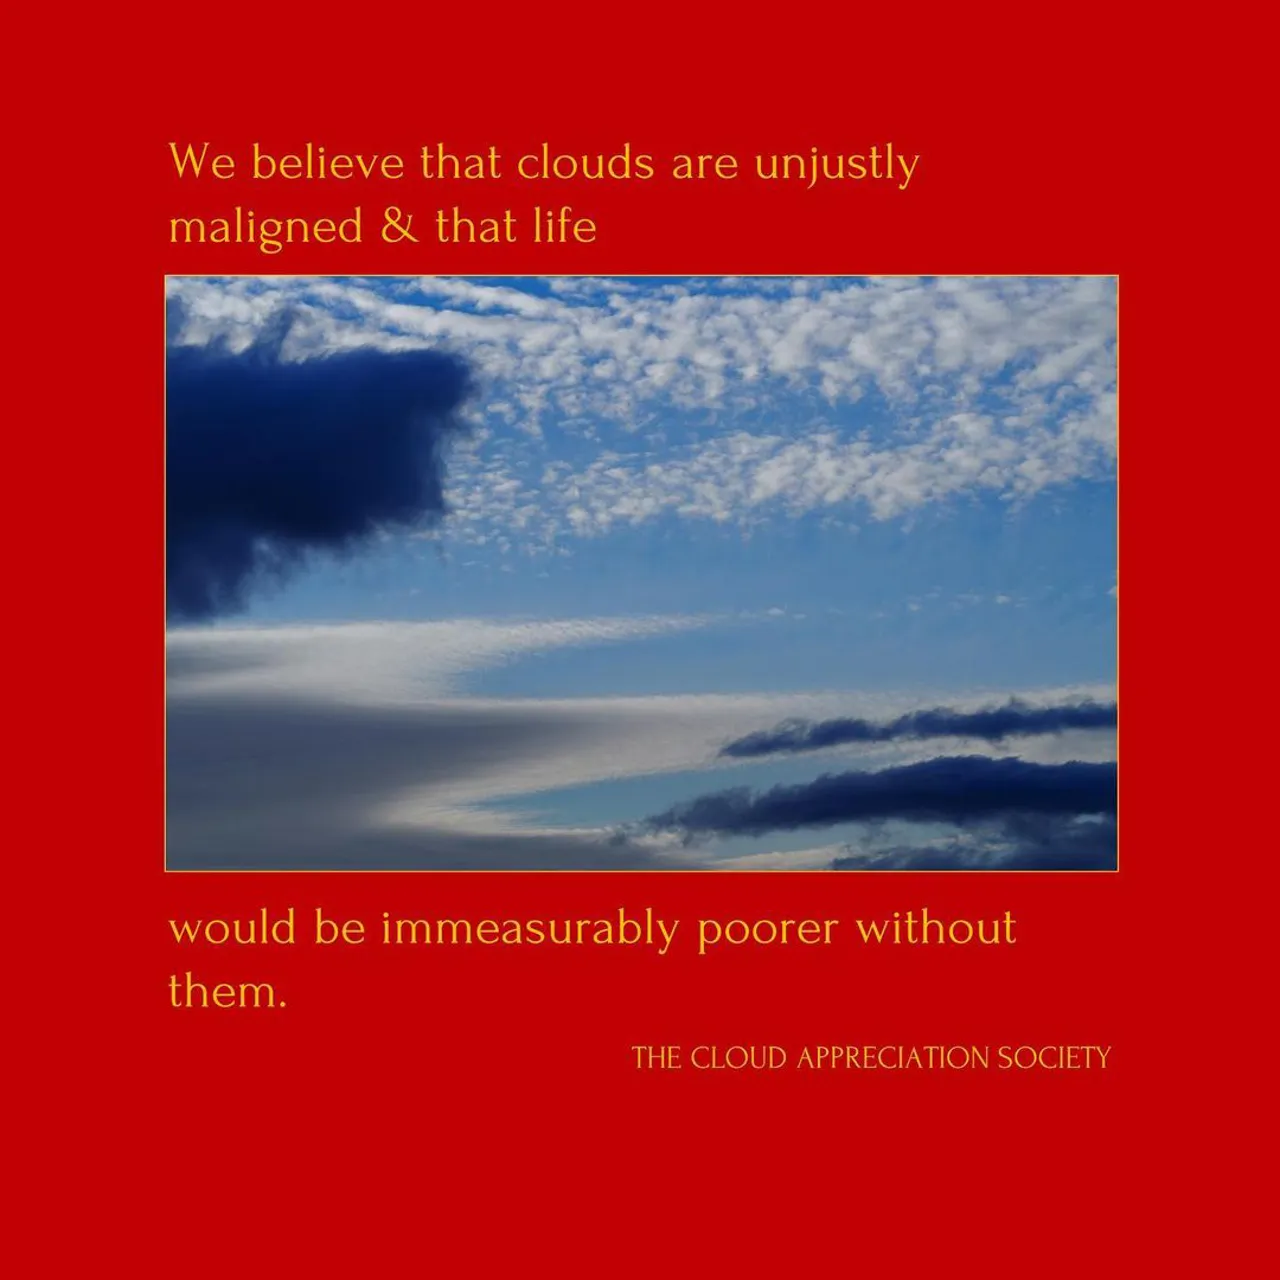 We believe that clouds are unjustly
maligned & that life
would be immeasurably poorer without
them.
THE CLOUD APPRECIATION SOCIETY